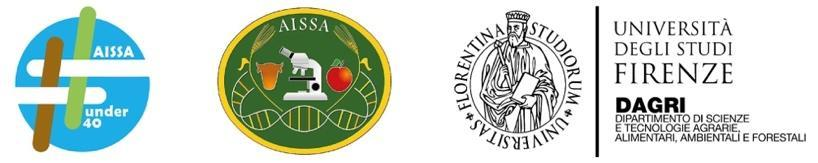 AISSA
under
40
AISSA
FLORENTINA STUDIORUM UNIVERSITAS
UNIVERSITÀ
DEGLI STUDI
FIRENZE
DAGRI
DIPARTIMENTO DI SCIENZE
E TECNOLOGIE AGRARIE,
ALIMENTARI, AMBIENTALI E FORESTALI